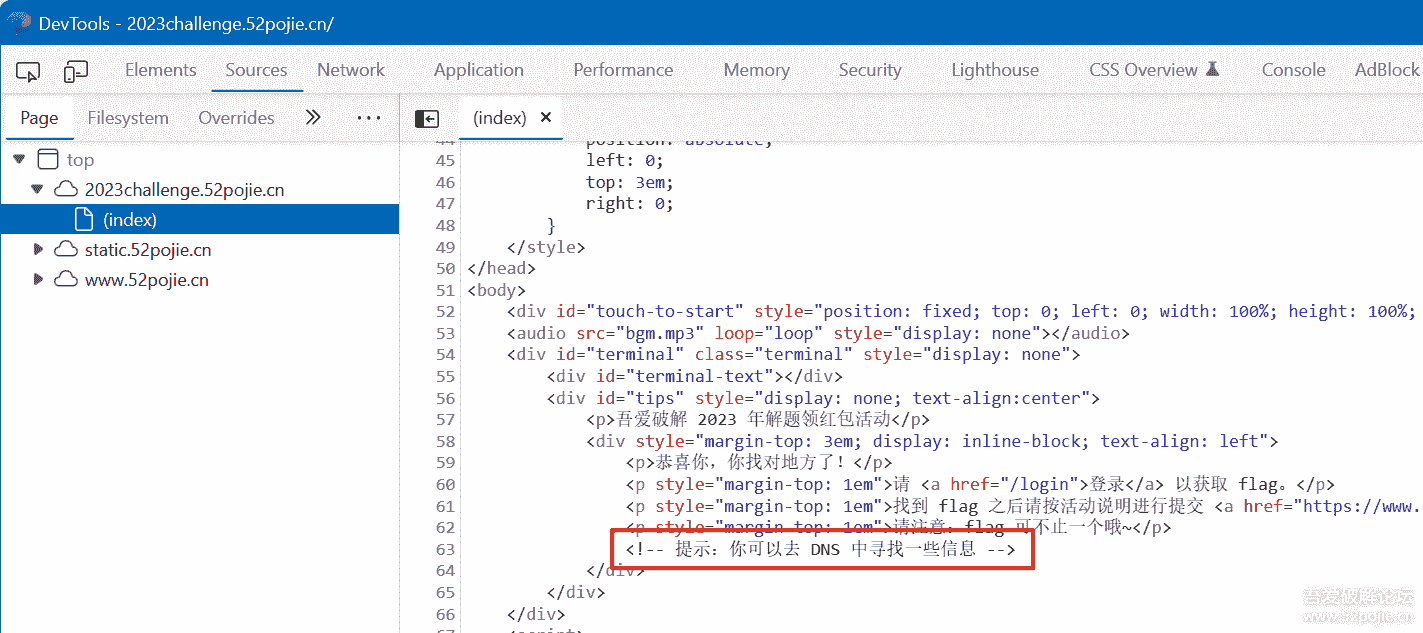 DevTools - 2023challenge.52pojie.cn/
Elements Sources Network Application Performance Memory Security Lighthouse CSS Overview Console AdBlock
Page Filesystem Overrides (index)
top
2023challenge.52pojie.cn
(index)
static.52pojie.cn
www.52pojie.cn
44 position: absolute;
45 left: 0;
46 top: 3em;
47 right: 0;
48 }
49 </style>
50 </head>
51 <body>
52 <div id="touch-to-start" style="position: fixed; top: 0; left: 0; width: 100%; height: 100%;
53 <audio src="bgm.mp3" loop="loop" style="display: none"></audio>
54 <div id="terminal" class="terminal" style="display: none">
55 <div id="terminal-text"></div>
56 <div id="tips" style="display: none; text-align:center">
57 <p>吾爱破解 2023 年解题领红包活动</p>
58 <div style="margin-top: 3em; display: inline-block; text-align: left">
59 <p>恭喜你，你找对地方了！</p>
60 <p style="margin-top: 1em">请 <a href="/login">登录</a> 以获取 flag。</p>
61 <p style="margin-top: 1em">找到 flag 之后请按活动说明进行提交 <a href="https://www.
62 <p style="margin-top: 1em">请注意：flag 可不止一个哦~</p>
63 <!-- 提示：你可以去 DNS 中寻找一些信息 -->
64 </div>
65 </div>
66 </div>
67 <script>
吾爱破解论坛
www.52pojie.cn